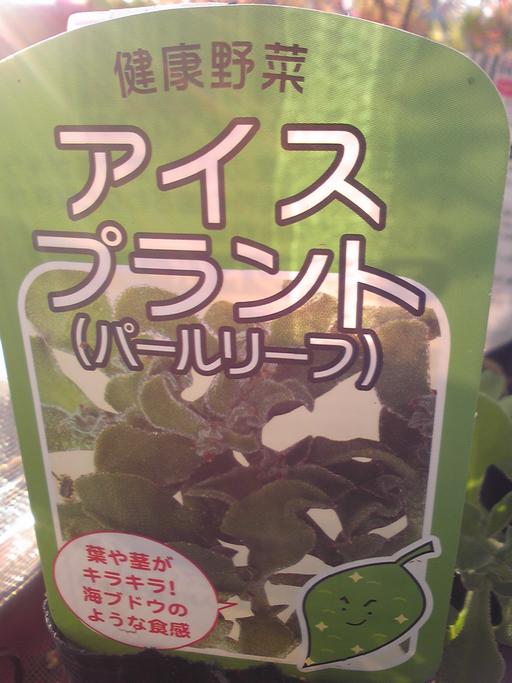 健康野菜
アイス
プラント
(パールリーフ)
葉や茎が
キラキラ!
海ブドウの
ような食感